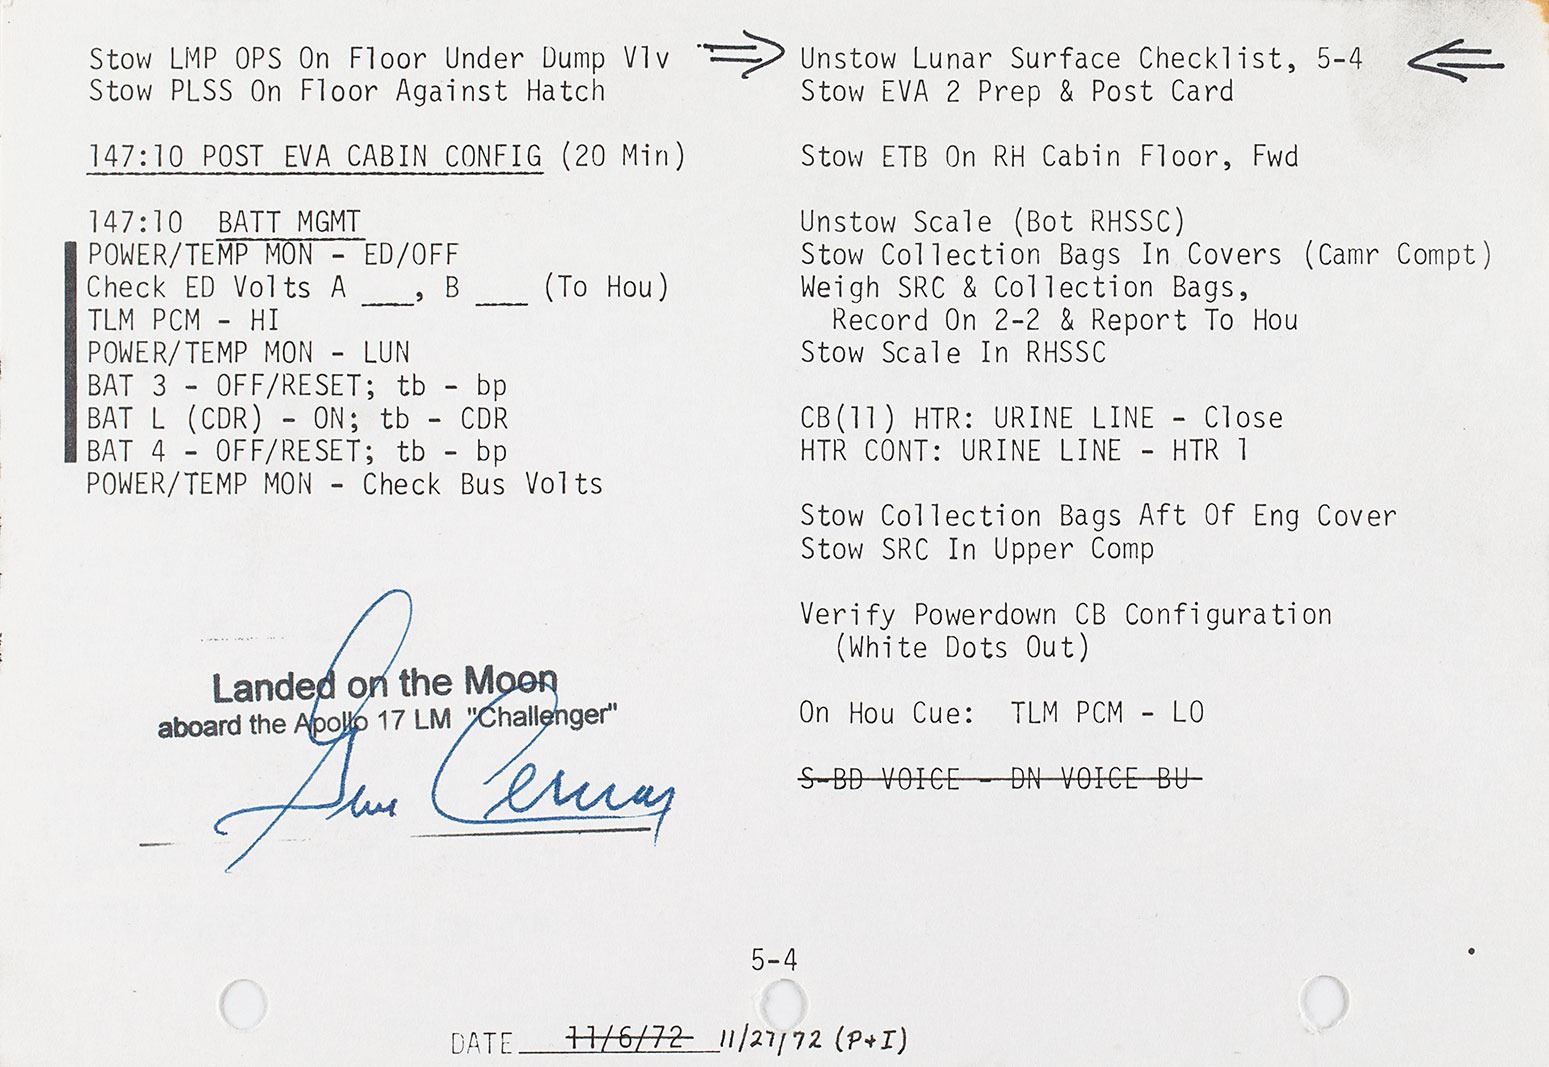 Stow LMP OPS On Floor Under Dump Vlv
Stow PLSS On Floor Against Hatch
147:10 POST EVA CABIN CONFIG (20 Min)
147:10 BATT MGMT
POWER/TEMP MON - ED/OFF
Check ED Volts A ___, B ___ (To Hou)
TLM PCM - HI
POWER/TEMP MON - LUN
BAT 3 - OFF/RESET; tb - bp
BAT L (CDR) - ON; tb - CDR
BAT 4 - OFF/RESET; tb - bp
POWER/TEMP MON - Check Bus Volts
Landed on the Moon
aboard the Apollo 17 LM "Challenger"
Gene Cernan
Unstow Lunar Surface Checklist, 5-4
Stow EVA 2 Prep & Post Card
Stow ETB On RH Cabin Floor, Fwd
Unstow Scale (Bot RHSSC)
Stow Collection Bags In Covers (Camr Compt)
Weigh SRC & Collection Bags,
Record On 2-2 & Report To Hou
Stow Scale In RHSSC
CB(11) HTR: URINE LINE - Close
HTR CONT: URINE LINE - HTR 1
Stow Collection Bags Aft Of Eng Cover
Stow SRC In Upper Comp
Verify Powerdown CB Configuration
(White Dots Out)
On Hou Cue: TLM PCM - LO
S-BD VOICE - DN VOICE BU
5-4
DATE 11/6/72 11/27/72 (P+I)